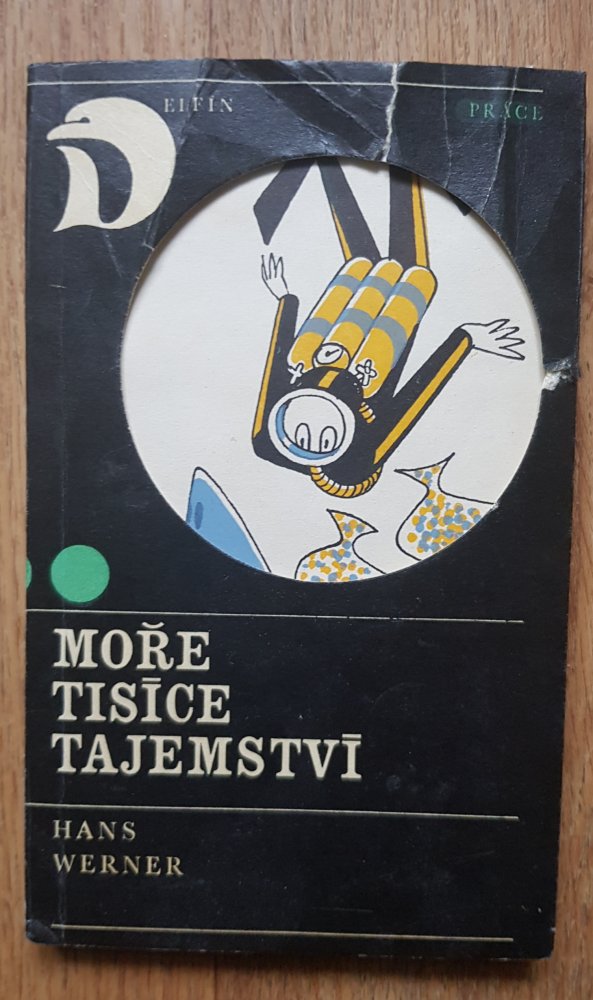 DELFÍN
PRÁCE
MOŘE
TISÍCE
TAJEMSTVÍ
HANS
WERNER